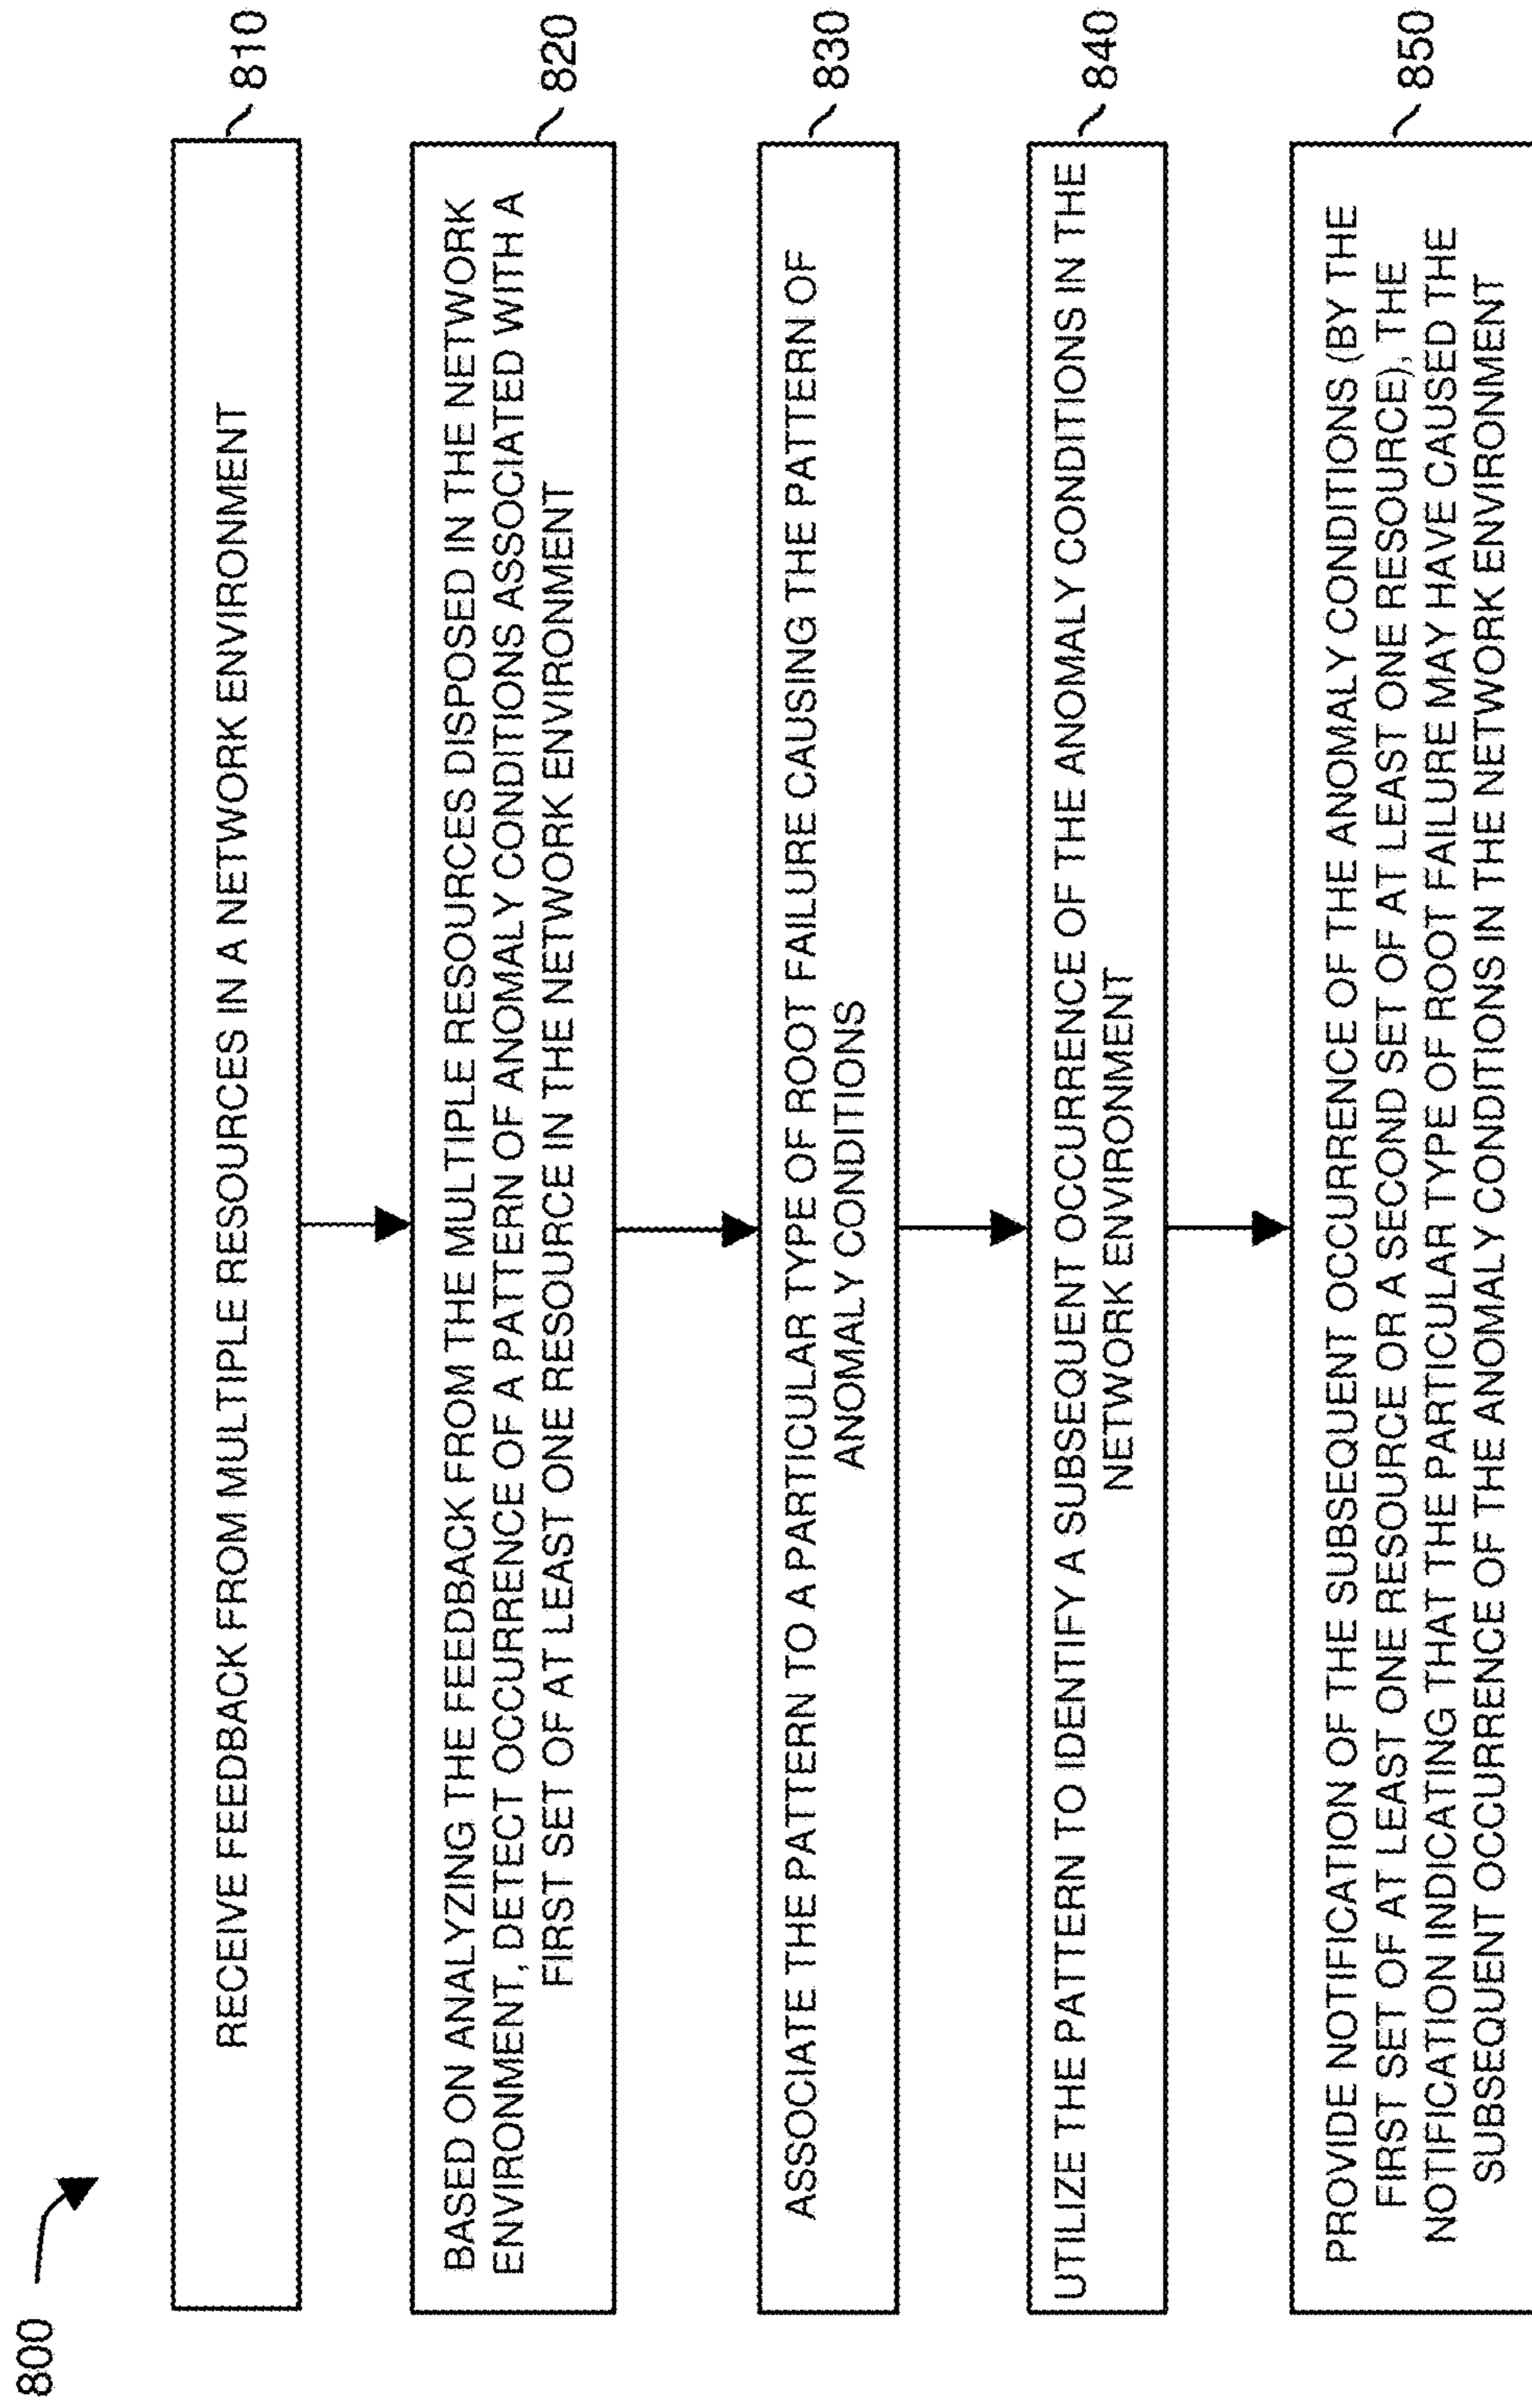 800
RECEIVE FEEDBACK FROM MULTIPLE RESOURCES IN A NETWORK ENVIRONMENT
810
BASED ON ANALYZING THE FEEDBACK FROM THE MULTIPLE RESOURCES DISPOSED IN THE NETWORK
ENVIRONMENT, DETECT OCCURRENCE OF A PATTERN OF ANOMALY CONDITIONS ASSOCIATED WITH A
FIRST SET OF AT LEAST ONE RESOURCE IN THE NETWORK ENVIRONMENT
820
ASSOCIATE THE PATTERN TO A PARTICULAR TYPE OF ROOT FAILURE CAUSING THE PATTERN OF
ANOMALY CONDITIONS
830
UTILIZE THE PATTERN TO IDENTIFY A SUBSEQUENT OCCURRENCE OF THE ANOMALY CONDITIONS IN THE
NETWORK ENVIRONMENT
840
PROVIDE NOTIFICATION OF THE SUBSEQUENT OCCURRENCE OF THE ANOMALY CONDITIONS (BY THE
FIRST SET OF AT LEAST ONE RESOURCE OR A SECOND SET OF AT LEAST ONE RESOURCE), THE
NOTIFICATION INDICATING THAT THE PARTICULAR TYPE OF ROOT FAILURE MAY HAVE CAUSED THE
SUBSEQUENT OCCURRENCE OF THE ANOMALY CONDITIONS IN THE NETWORK ENVIRONMENT
850